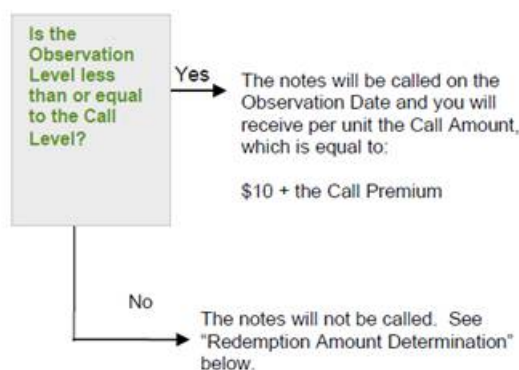 Is the
Observation
Level less
than or equal
to the Call
Level?
Yes
The notes will be called on the
Observation Date and you will
receive per unit the Call Amount,
which is equal to:
$10 + the Call Premium
No
The notes will not be called. See
"Redemption Amount Determination"
below.